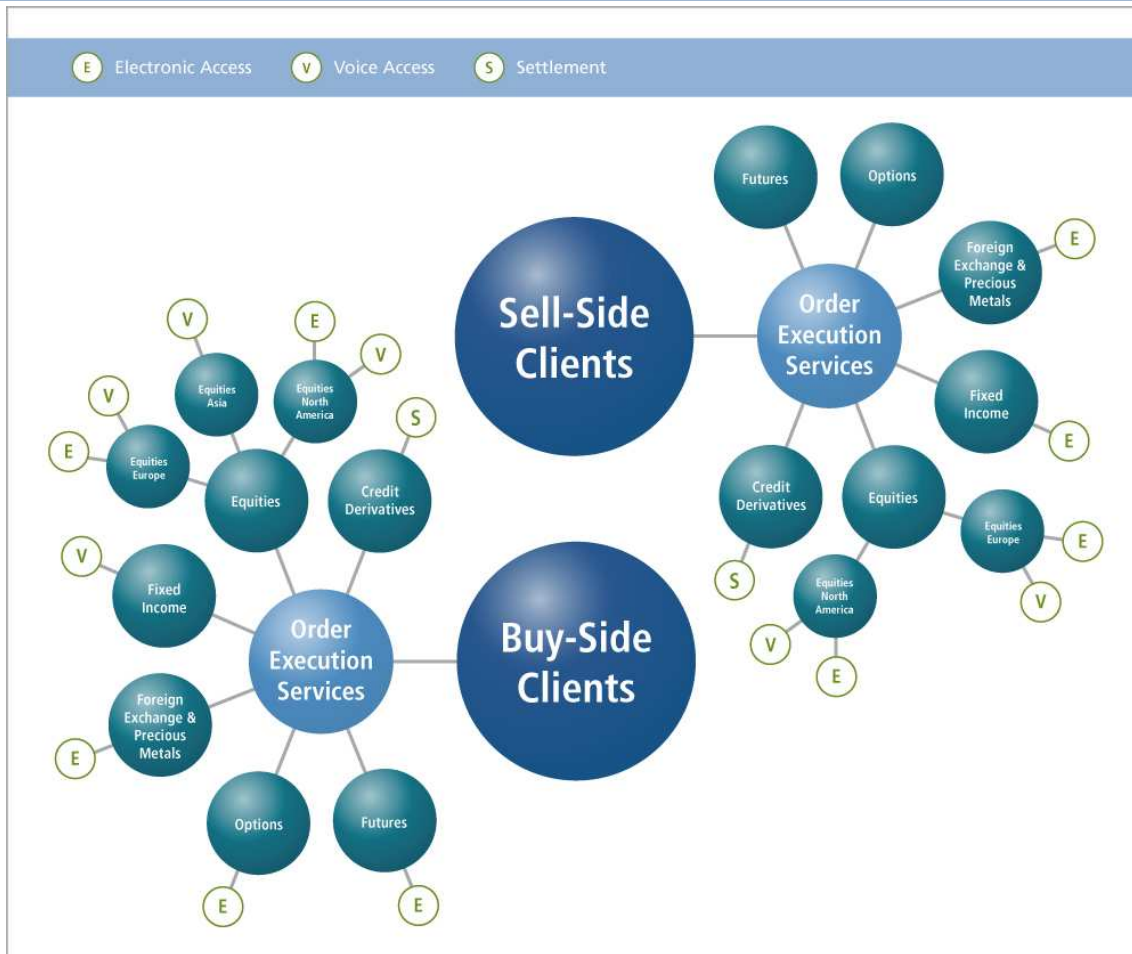 E Electronic Access
V Voice Access
S Settlement
Futures
Options
Foreign
Exchange &
Precious
Metals
E
Sell-Side
Clients
Order
Execution
Services
Fixed
Income
E
Credit
Derivatives
S
Equities
Equities
Europe
E
V
Equities
North
America
V
E
V
Equities
Asia
E
V
Equities
North
America
V
E
Equities
Europe
Equities
S
Credit
Derivatives
V
Fixed
Income
Order
Execution
Services
Buy-Side
Clients
Foreign
Exchange &
Precious
Metals
E
Options
E
Futures
E